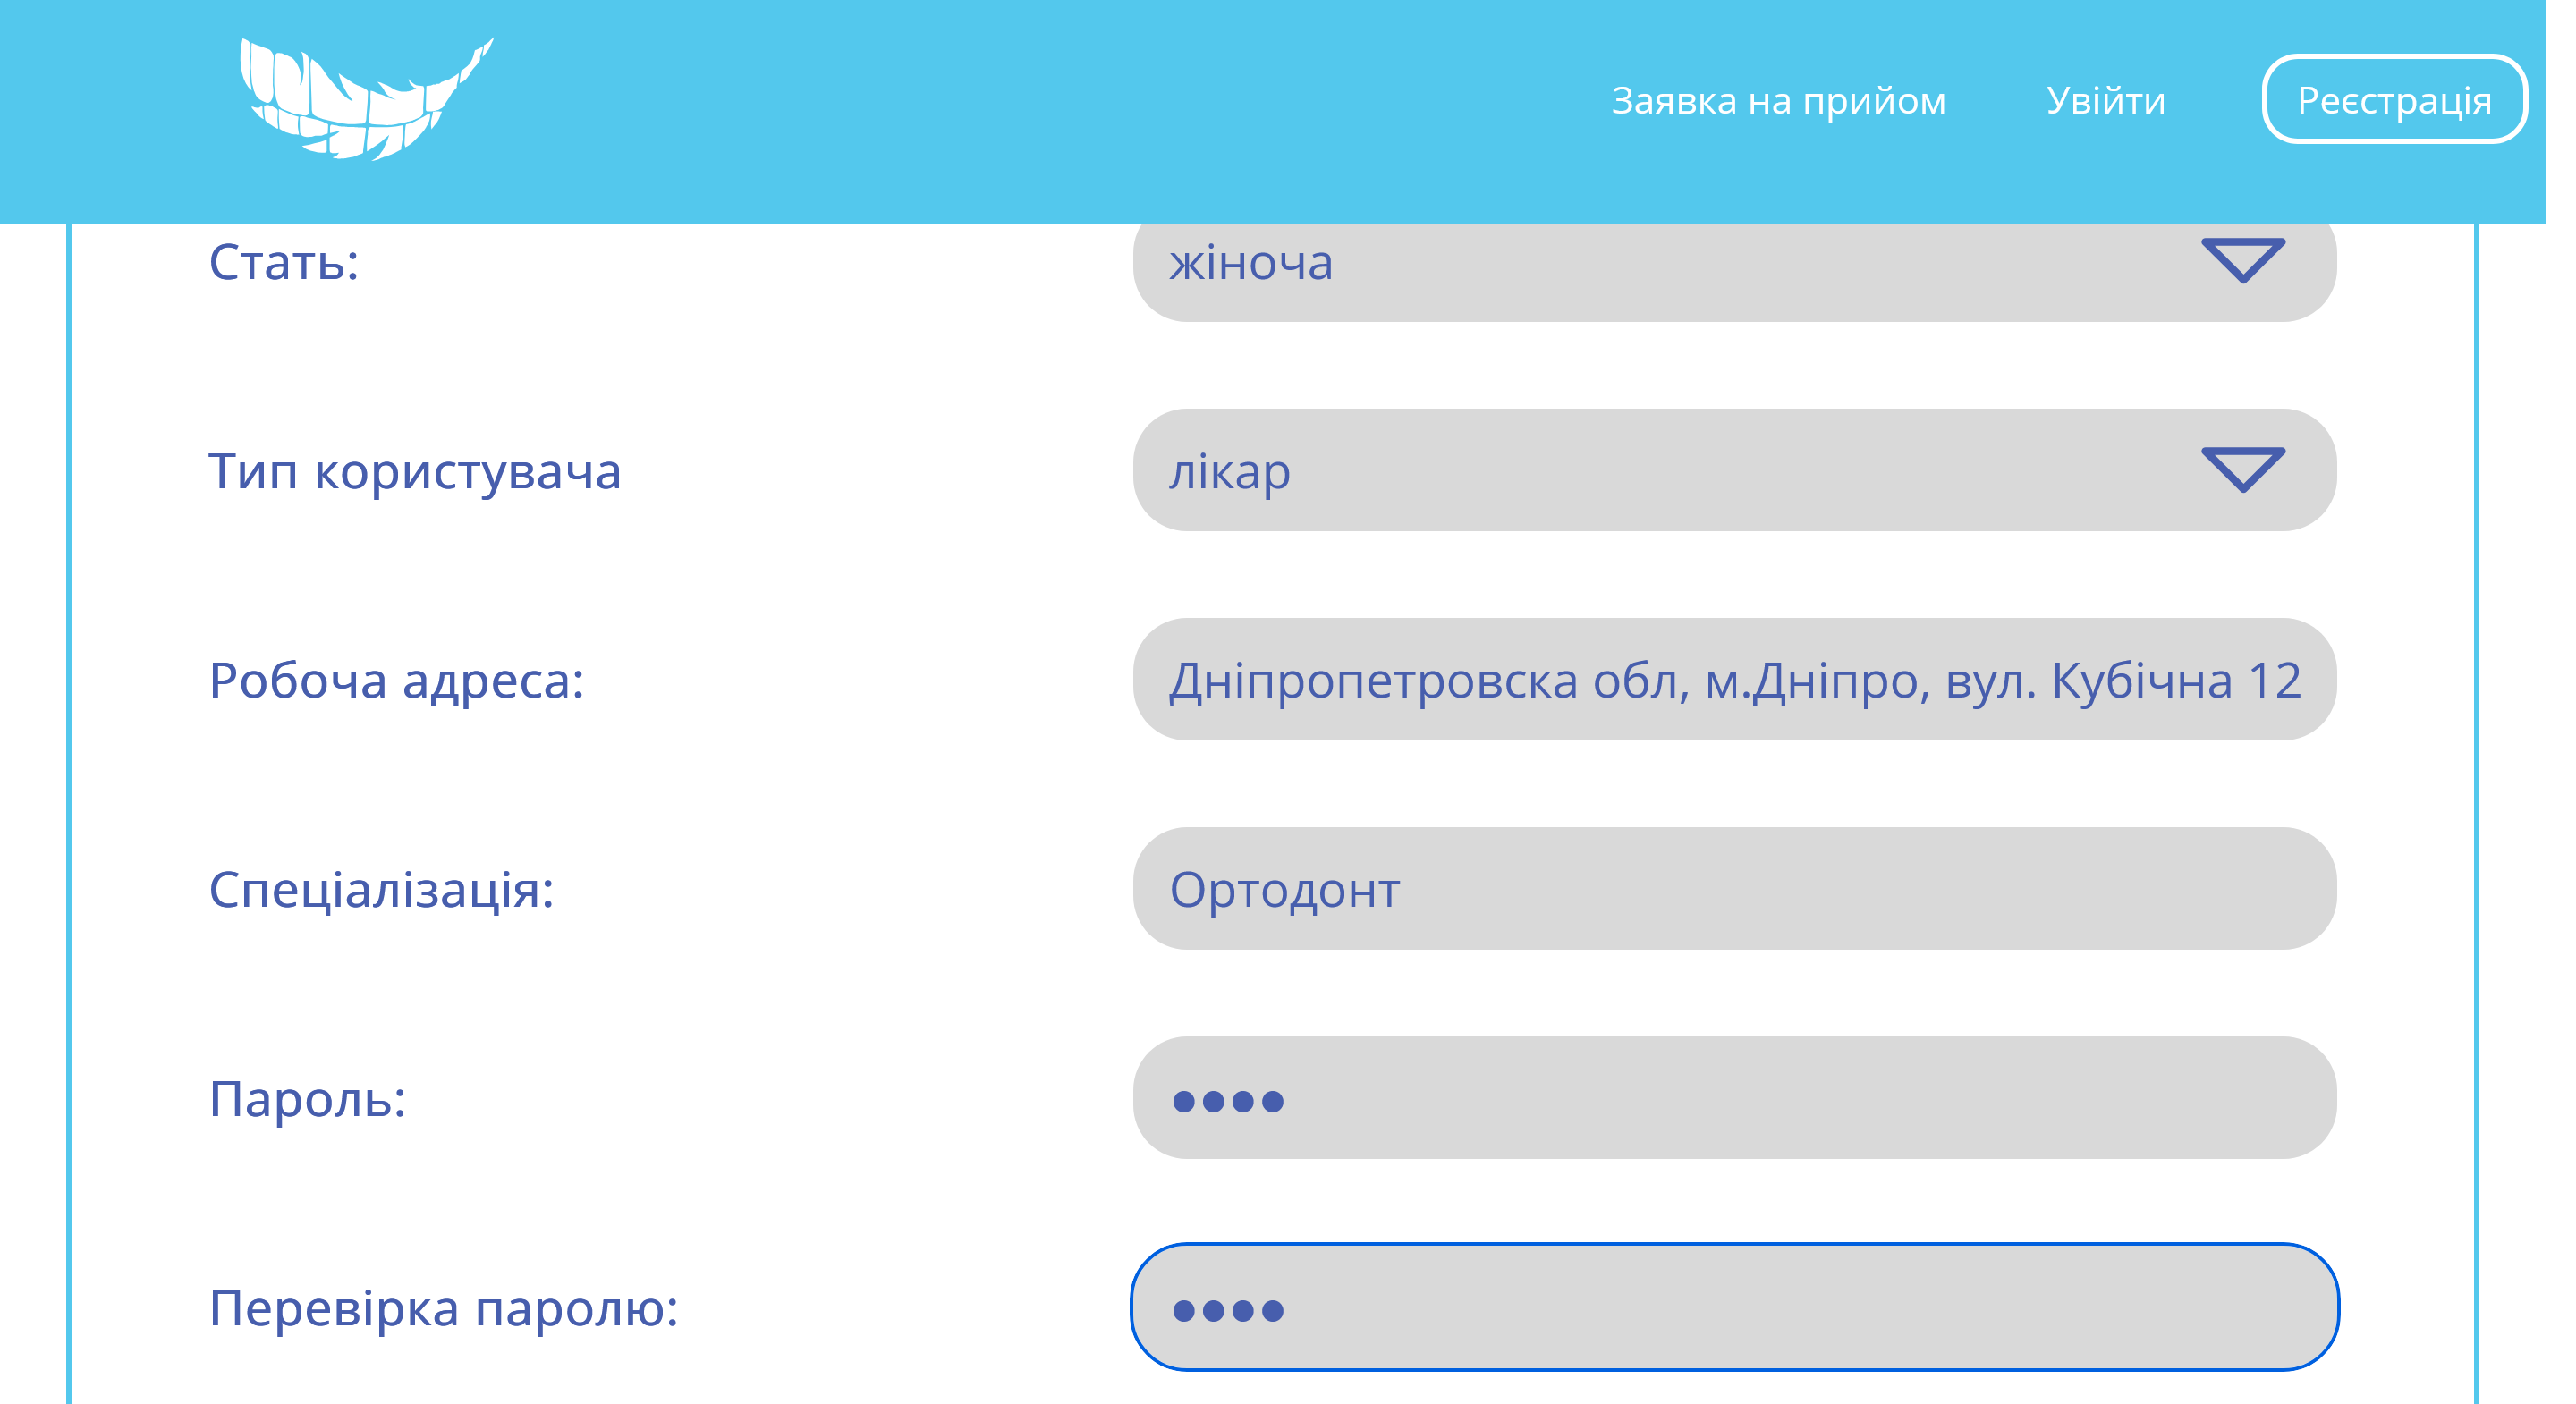 Заявка на прийом Увійти Реєстрація
Стать: жіноча
Тип користувача лікар
Робоча адреса: Дніпропетровска обл, м.Дніпро, вул. Кубічна 12
Спеціалізація: Ортодонт
Пароль: ••••
Перевірка паролю: ••••